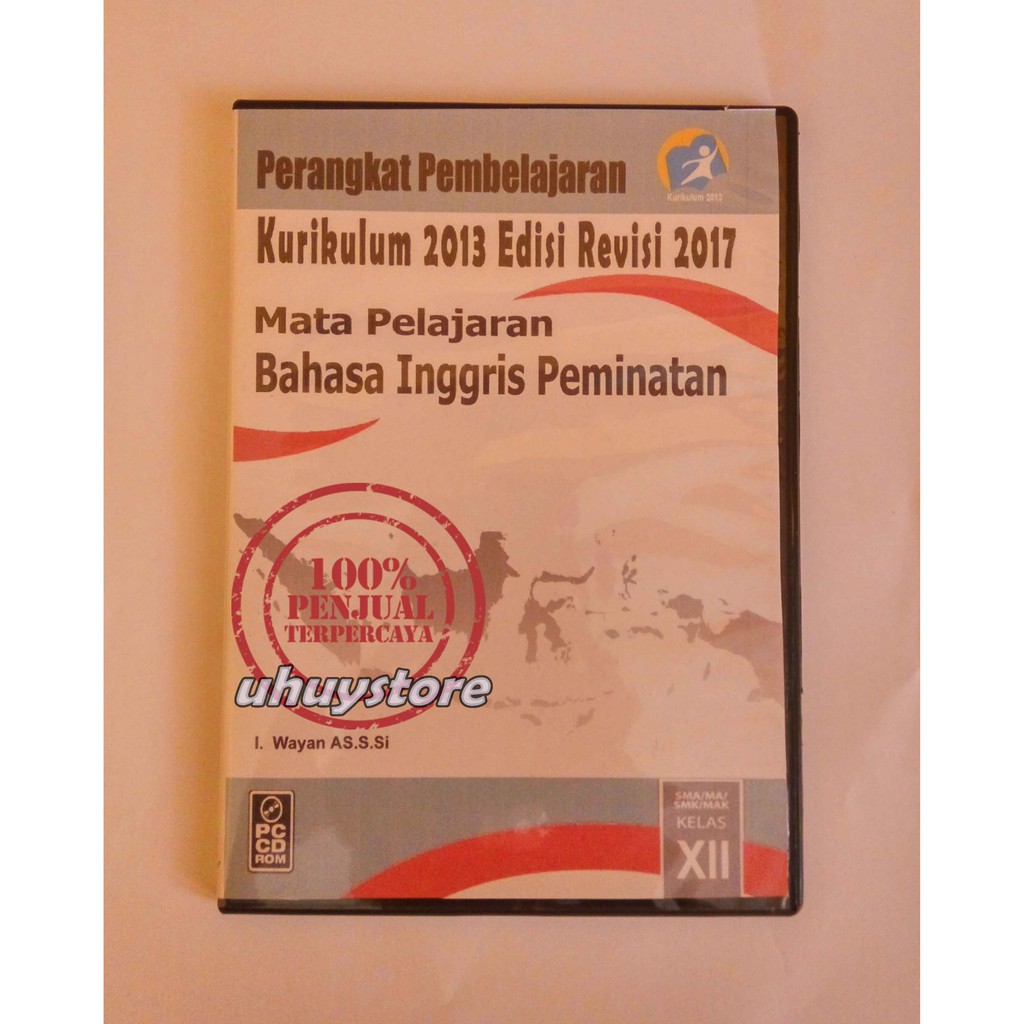 Perangkat Pembelajaran
Kurikulum 2013
Kurikulum 2013 Edisi Revisi 2017
Mata Pelajaran
Bahasa Inggris Peminatan
100%
PENJUAL
TERPERCAYA
uhuystore
I. Wayan AS.S.Si
PC
CD
ROM
SMA/MA/
SMK/MAK
KELAS
XII